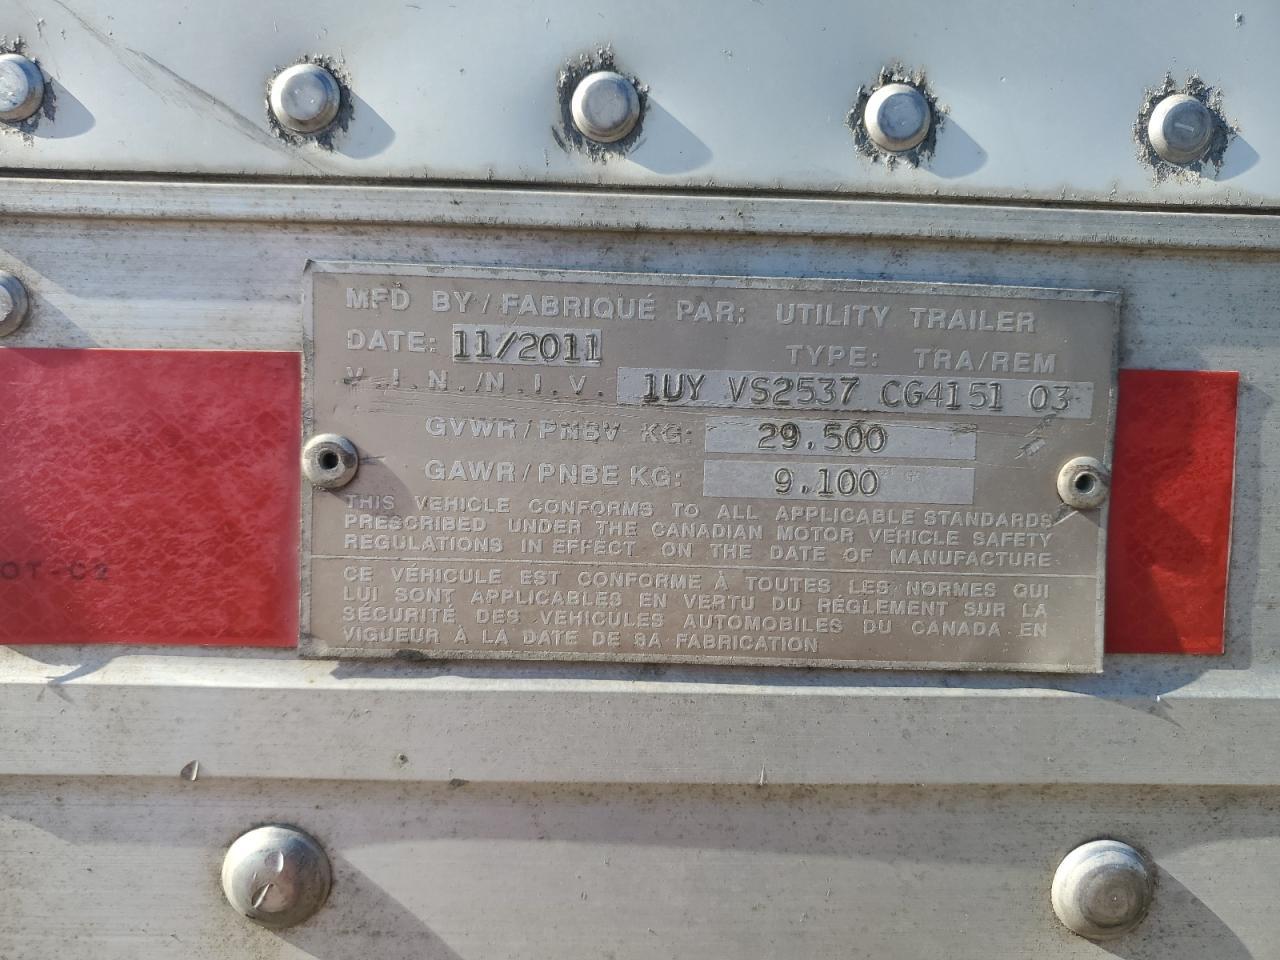 MFD BY / FABRIQUÉ PAR: UTILITY TRAILER
DATE: 11/2011 TYPE: TRA/REM
V.I.N./N.I.V. 1UY VS2537 CG4151 03
GVWR/PNBV KG: 29.500
GAWR/PNBE KG: 9.100
THIS VEHICLE CONFORMS TO ALL APPLICABLE STANDARDS
PRESCRIBED UNDER THE CANADIAN MOTOR VEHICLE SAFETY
REGULATIONS IN EFFECT ON THE DATE OF MANUFACTURE
OT-C2
CE VÉHICULE EST CONFORME À TOUTES LES NORMES QUI
LUI SONT APPLICABLES EN VERTU DU RÉGLEMENT SUR LA
SÉCURITÉ DES VÉHICULES AUTOMOBILES DU CANADA EN
VIGUEUR À LA DATE DE SA FABRICATION